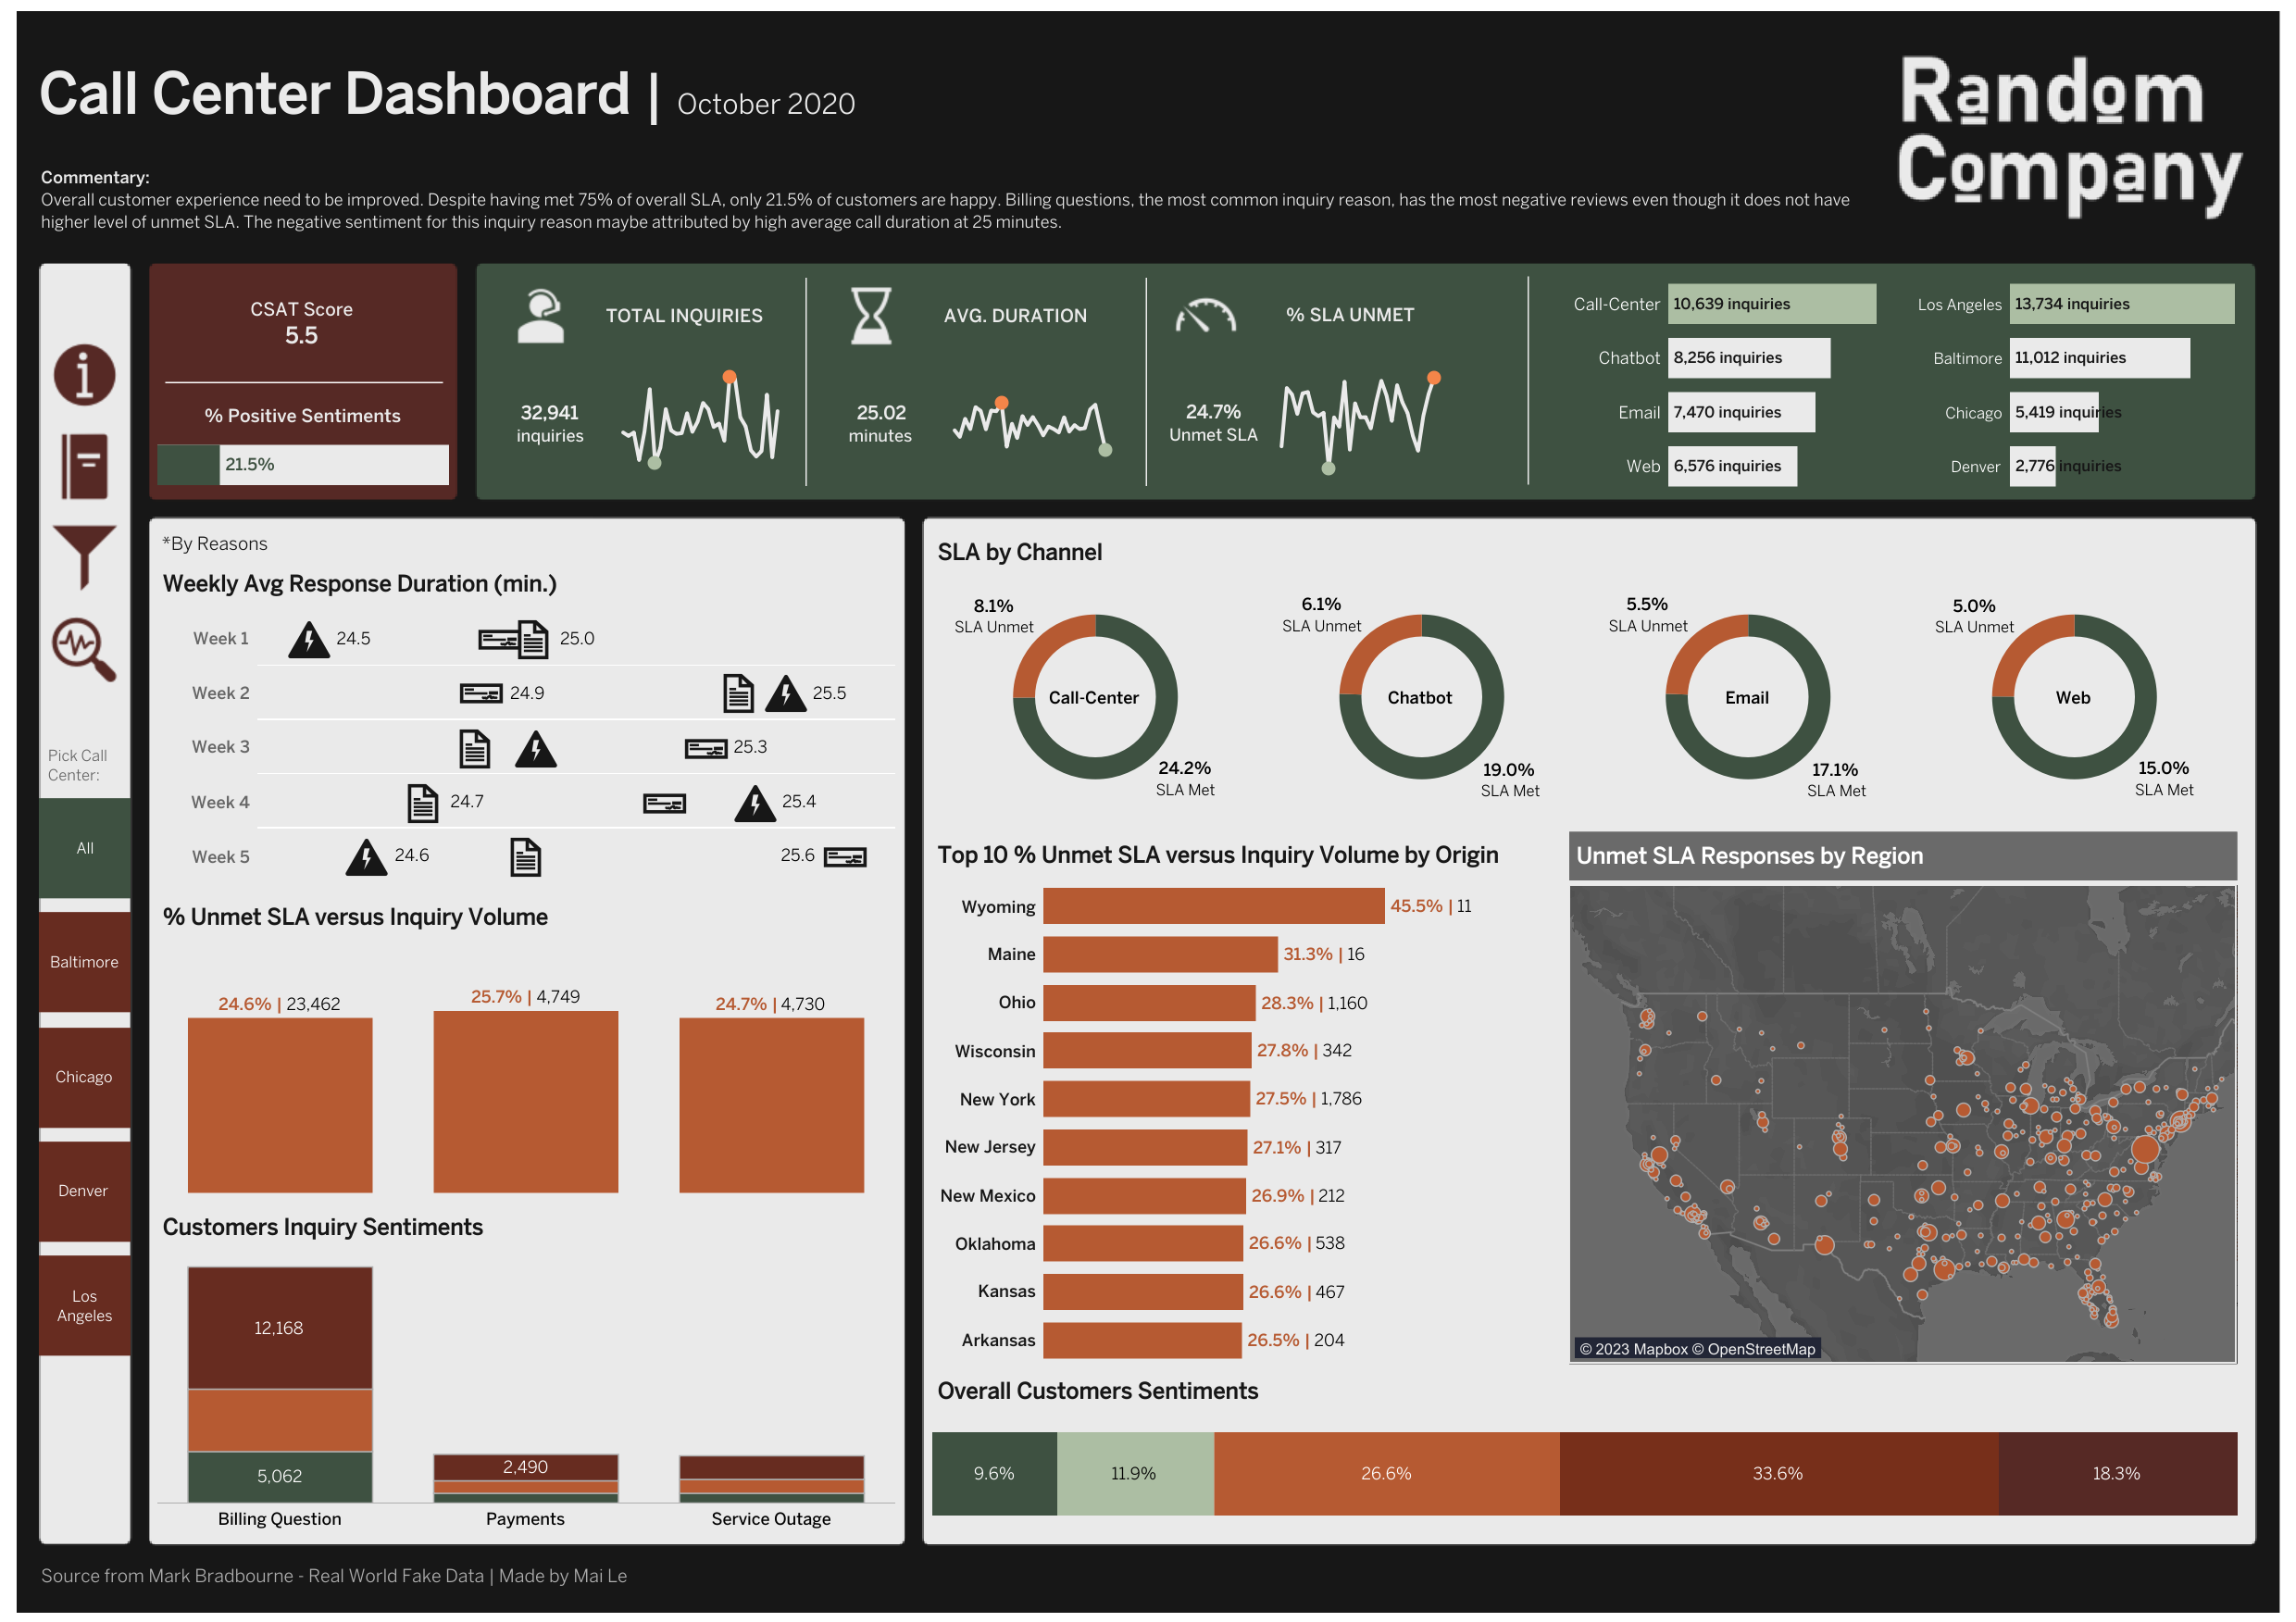 Call Center Dashboard | October 2020
Random
Company
Commentary:
Overall customer experience need to be improved. Despite having met 75% of overall SLA, only 21.5% of customers are happy. Billing questions, the most common inquiry reason, has the most negative reviews even though it does not have
higher level of unmet SLA. The negative sentiment for this inquiry reason maybe attributed by high average call duration at 25 minutes.
CSAT Score
5.5
% Positive Sentiments
21.5%
TOTAL INQUIRIES
32,941
inquiries
AVG. DURATION
25.02
minutes
% SLA UNMET
24.7%
Unmet SLA
Call-Center 10,639 inquiries
Chatbot 8,256 inquiries
Email 7,470 inquiries
Web 6,576 inquiries
Los Angeles 13,734 inquiries
Baltimore 11,012 inquiries
Chicago 5,419 inquiries
Denver 2,776 inquiries
Pick Call
Center:
All
Baltimore
Chicago
Denver
Los
Angeles
*By Reasons
Weekly Avg Response Duration (min.)
Week 1 24.5 25.0
Week 2 24.9 25.5
Week 3 25.3
Week 4 24.7 25.4
Week 5 24.6 25.6
% Unmet SLA versus Inquiry Volume
24.6% | 23,462
25.7% | 4,749
24.7% | 4,730
Customers Inquiry Sentiments
12,168
5,062
2,490
Billing Question
Payments
Service Outage
SLA by Channel
8.1%
SLA Unmet
Call-Center
24.2%
SLA Met
6.1%
SLA Unmet
Chatbot
19.0%
SLA Met
5.5%
SLA Unmet
Email
17.1%
SLA Met
5.0%
SLA Unmet
Web
15.0%
SLA Met
Top 10 % Unmet SLA versus Inquiry Volume by Origin
Wyoming 45.5% | 11
Maine 31.3% | 16
Ohio 28.3% | 1,160
Wisconsin 27.8% | 342
New York 27.5% | 1,786
New Jersey 27.1% | 317
New Mexico 26.9% | 212
Oklahoma 26.6% | 538
Kansas 26.6% | 467
Arkansas 26.5% | 204
Unmet SLA Responses by Region
© 2023 Mapbox © OpenStreetMap
Overall Customers Sentiments
9.6% 11.9% 26.6% 33.6% 18.3%
Source from Mark Bradbourne - Real World Fake Data | Made by Mai Le